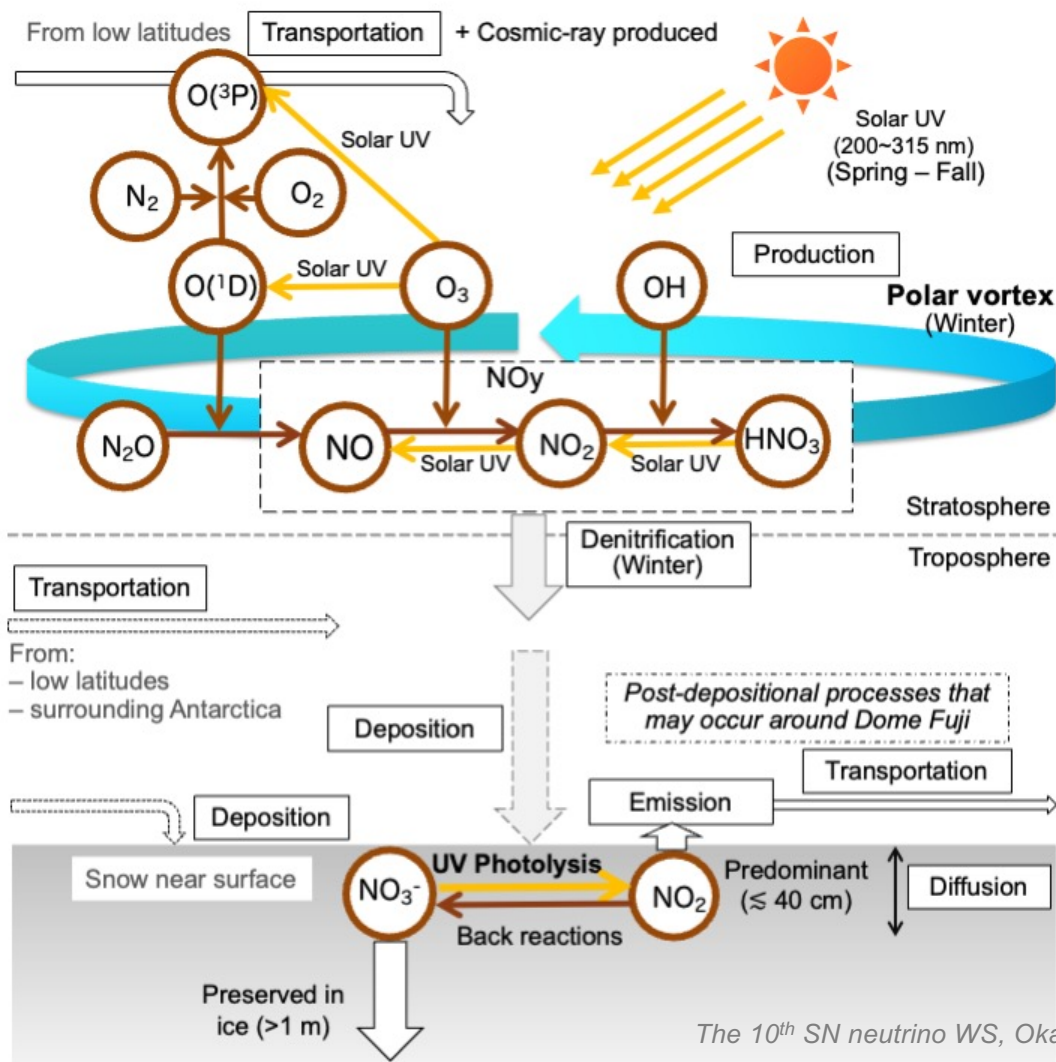 From low latitudes
Transportation
+ Cosmic-ray produced
O(³P)
Solar UV
Solar UV
(200~315 nm)
(Spring – Fall)
N₂
O₂
O(¹D)
Solar UV
O₃
OH
Production
Polar vortex
(Winter)
NOy
N₂O
NO
Solar UV
NO₂
Solar UV
HNO₃
Stratosphere
Denitrification
(Winter)
Troposphere
Transportation
From:
– low latitudes
– surrounding Antarctica
Post-depositional processes that
may occur around Dome Fuji
Deposition
Transportation
Emission
Deposition
Snow near surface
NO₃⁻
UV Photolysis
Back reactions
NO₂
Predominant
(≲ 40 cm)
Diffusion
Preserved in
ice (>1 m)
The 10th SN neutrino WS, Oka